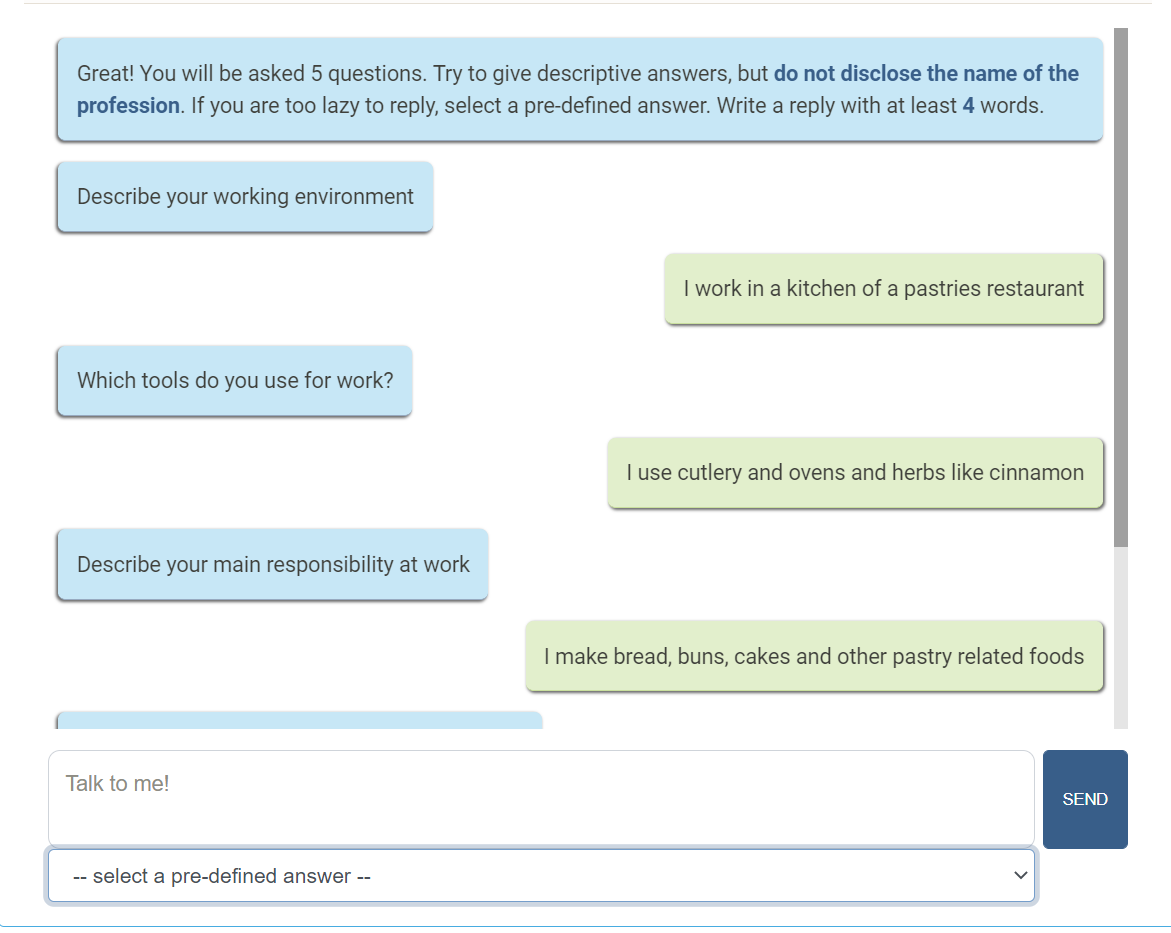 Great! You will be asked 5 questions. Try to give descriptive answers, but do not disclose the name of the
profession. If you are too lazy to reply, select a pre-defined answer. Write a reply with at least 4 words.
Describe your working environment
I work in a kitchen of a pastries restaurant
Which tools do you use for work?
I use cutlery and ovens and herbs like cinnamon
Describe your main responsibility at work
I make bread, buns, cakes and other pastry related foods
Talk to me!
SEND
-- select a pre-defined answer --